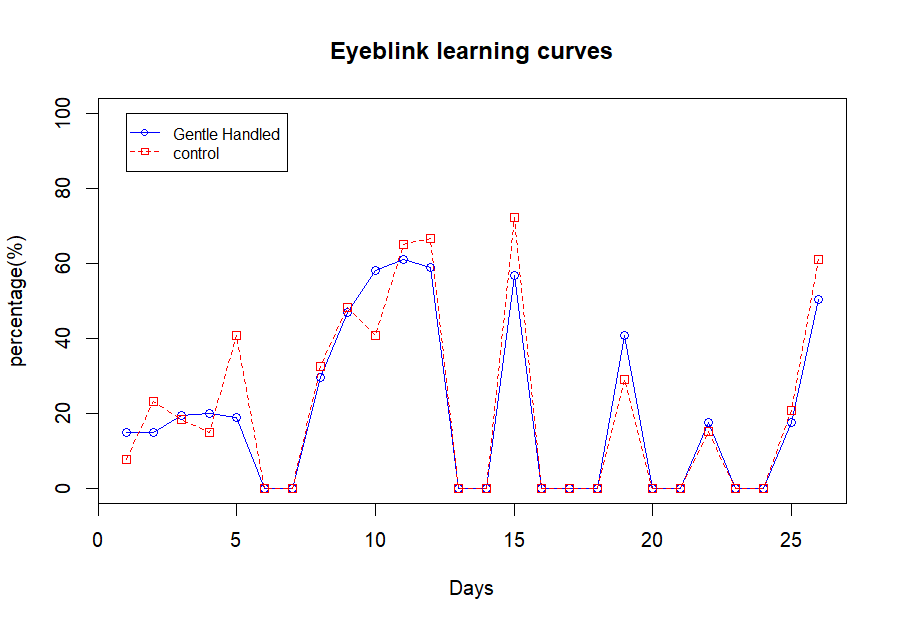 Eyeblink learning curves
Gentle Handled
control
percentage(%)
100
80
60
40
20
0
0 5 10 15 20 25
Days